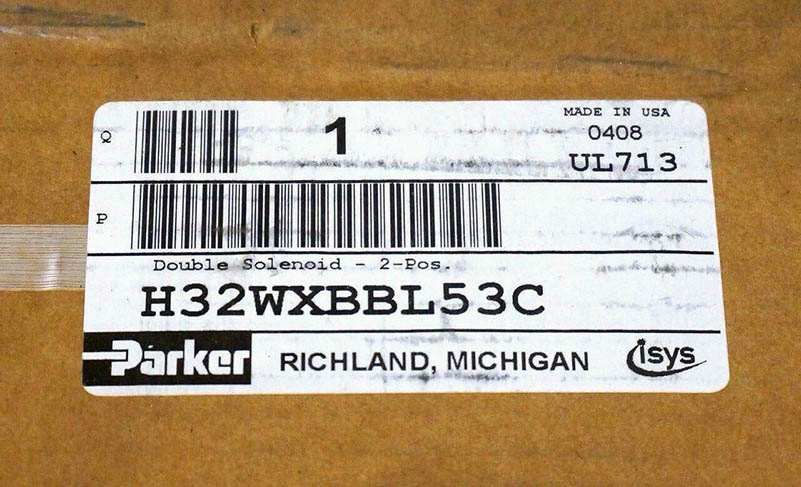 Q
1
MADE IN USA
0408
UL713
P
Double Solenoid - 2-Pos.
H32WXBBL53C
Parker RICHLAND, MICHIGAN isys